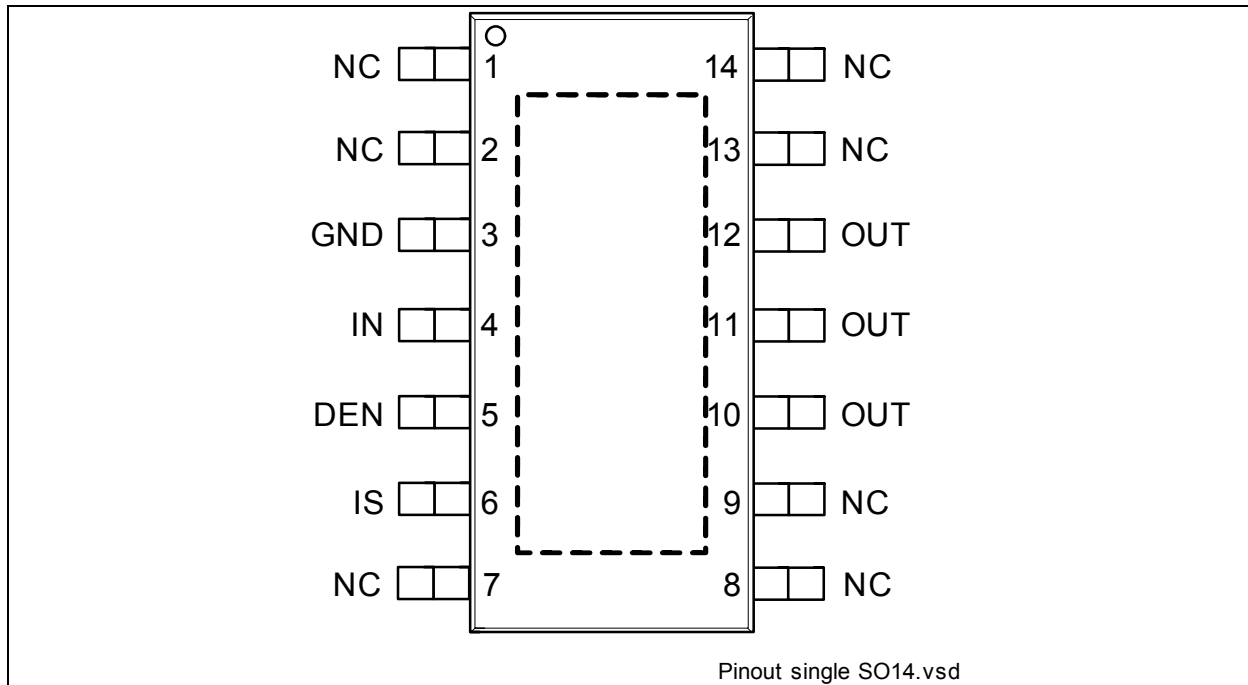 NC 1 14 NC
NC 2 13 NC
GND 3 12 OUT
IN 4 11 OUT
DEN 5 10 OUT
IS 6 9 NC
NC 7 8 NC
Pinout single SO14.vsd